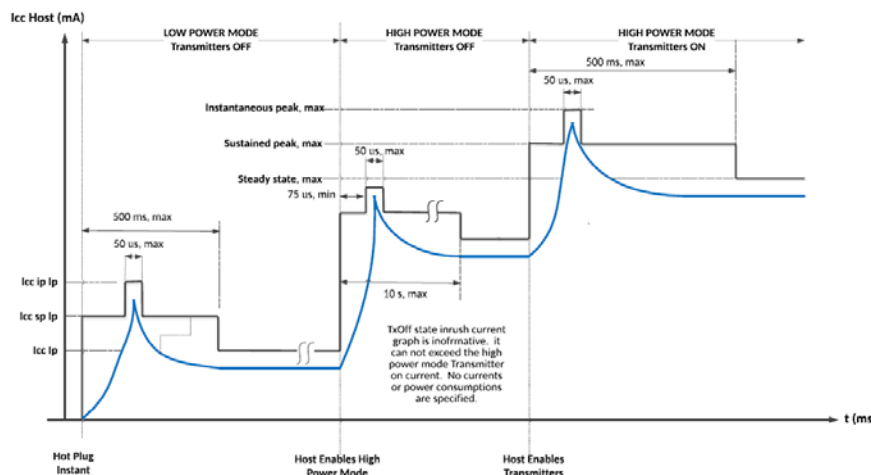 Icc Host (mA)
LOW POWER MODE
Transmitters OFF
HIGH POWER MODE
Transmitters OFF
HIGH POWER MODE
Transmitters ON
500 ms, max
50 us, max
Instantaneous peak, max
Sustained peak, max
50 us, max
Steady state, max
75 us, min
500 ms, max
50 us, max
Icc ip lp
Icc sp lp
Icc lp
10 s, max
TxOff state inrush current
graph is inofrmative. it
can not exceed the high
power mode Transmitter
on current. No currents
or power consumptions
are specified.
t (ms
Hot Plug
Instant
Host Enables High
Power Mode
Host Enables
Transmitters